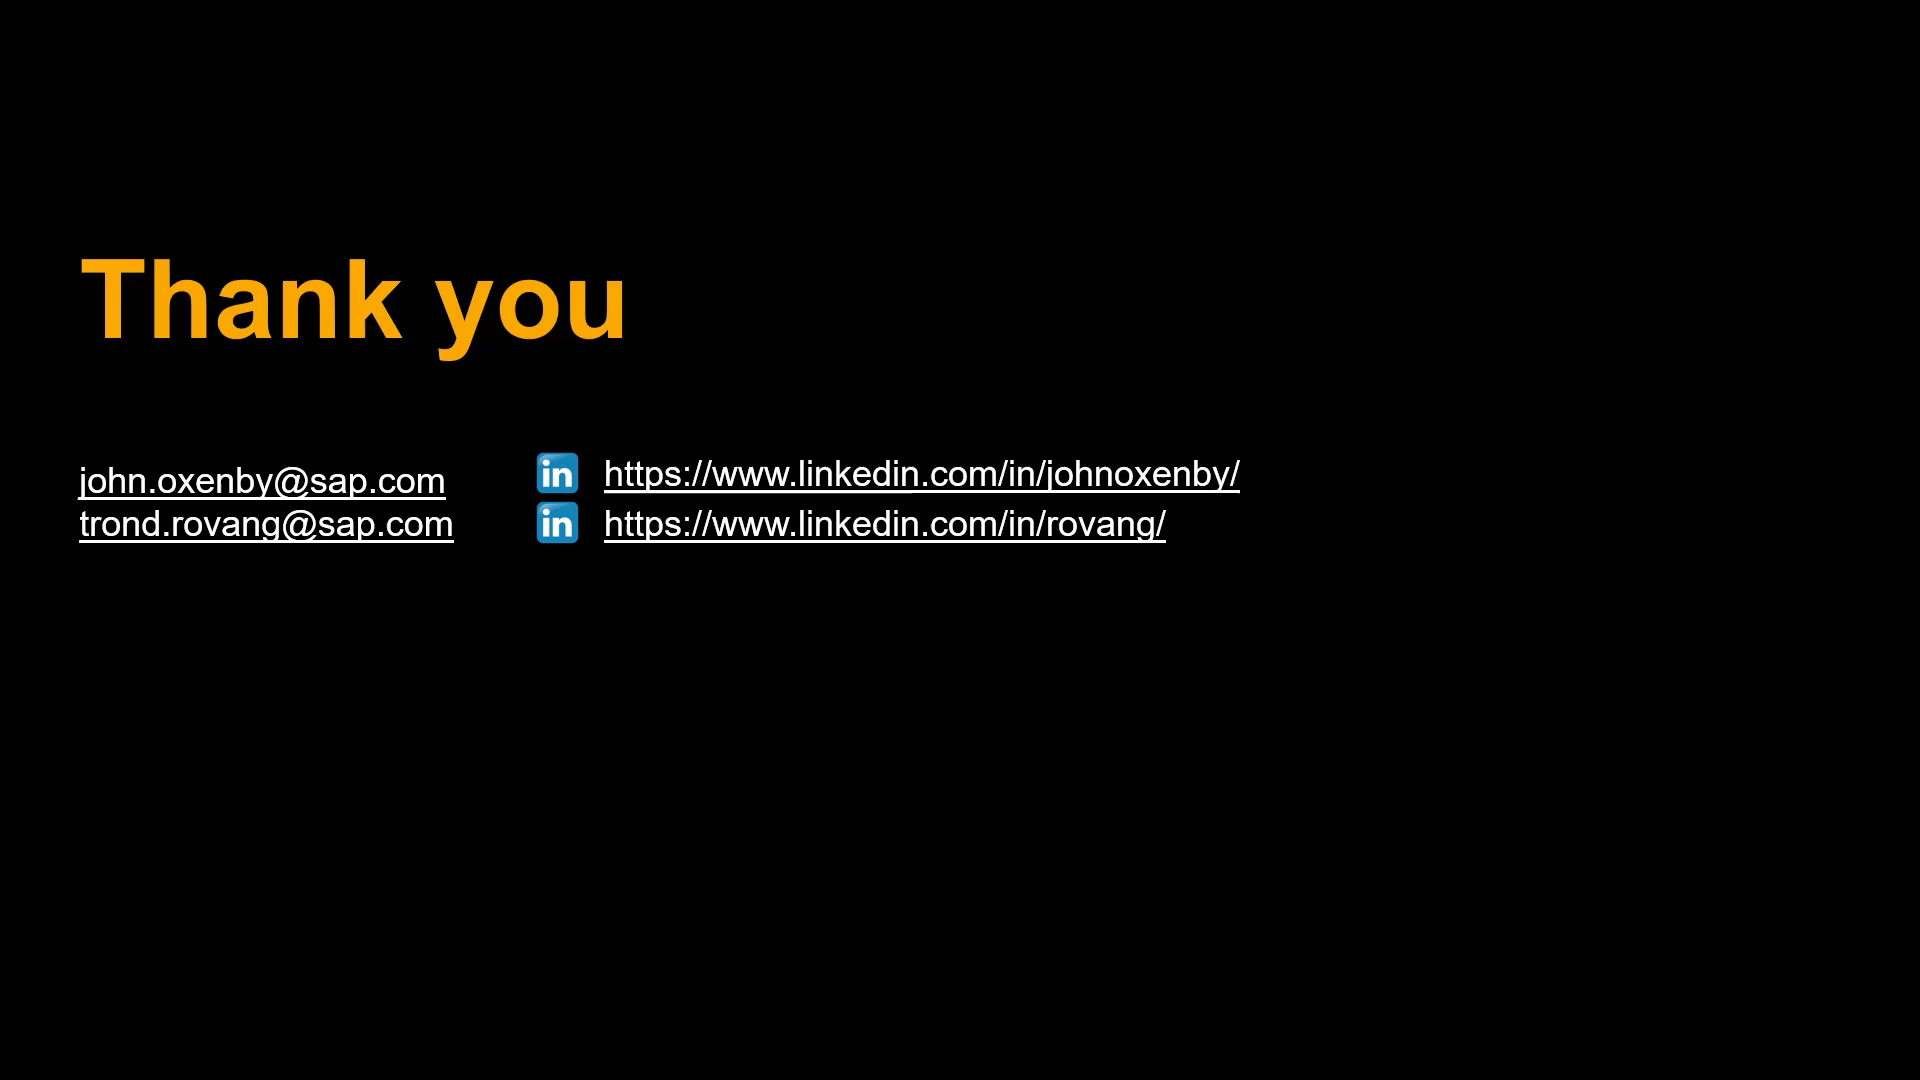 Thank you
john.oxenby@sap.com
trond.rovang@sap.com
in https://www.linkedin.com/in/johnoxenby/
in https://www.linkedin.com/in/rovang/